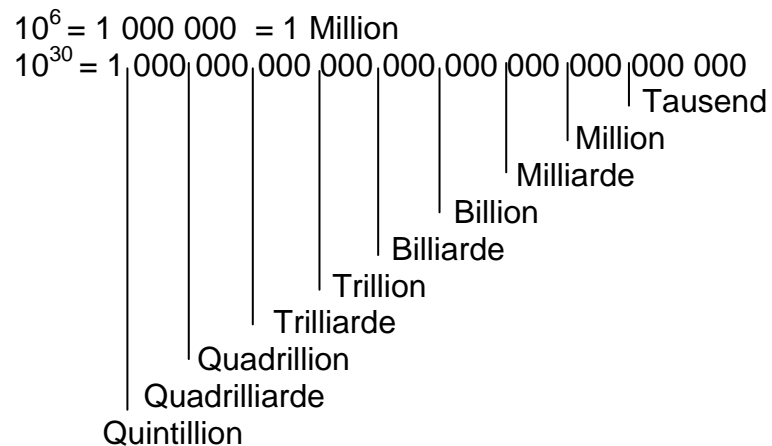 10⁶ = 1 000 000 = 1 Million
10³⁰ = 1 000 000 000 000 000 000 000 000 000 000
Tausend
Million
Milliarde
Billion
Billiarde
Trillion
Trilliarde
Quadrillion
Quadrilliarde
Quintillion